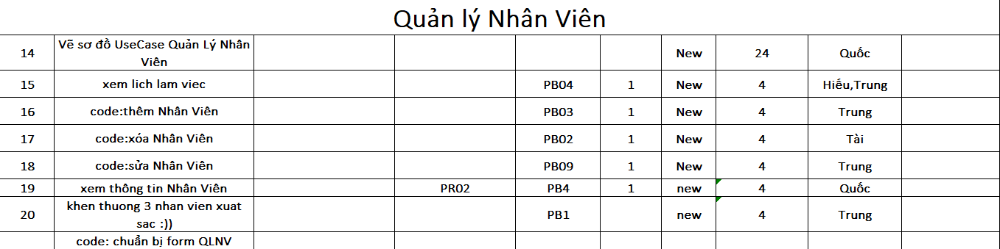 Quản lý Nhân Viên
14 Vẽ sơ đồ UseCase Quản Lý Nhân Viên New 24 Quốc
15 xem lich lam viec PB04 1 New 4 Hiếu,Trung
16 code:thêm Nhân Viên PB03 1 New 4 Trung
17 code:xóa Nhân Viên PB02 1 New 4 Tài
18 code:sửa Nhân Viên PB09 1 New 4 Trung
19 xem thông tin Nhân Viên PR02 PB4 1 new 4 Quốc
20 khen thuong 3 nhan vien xuat sac :)) PB1 new 4 Trung
code: chuẩn bị form QLNV